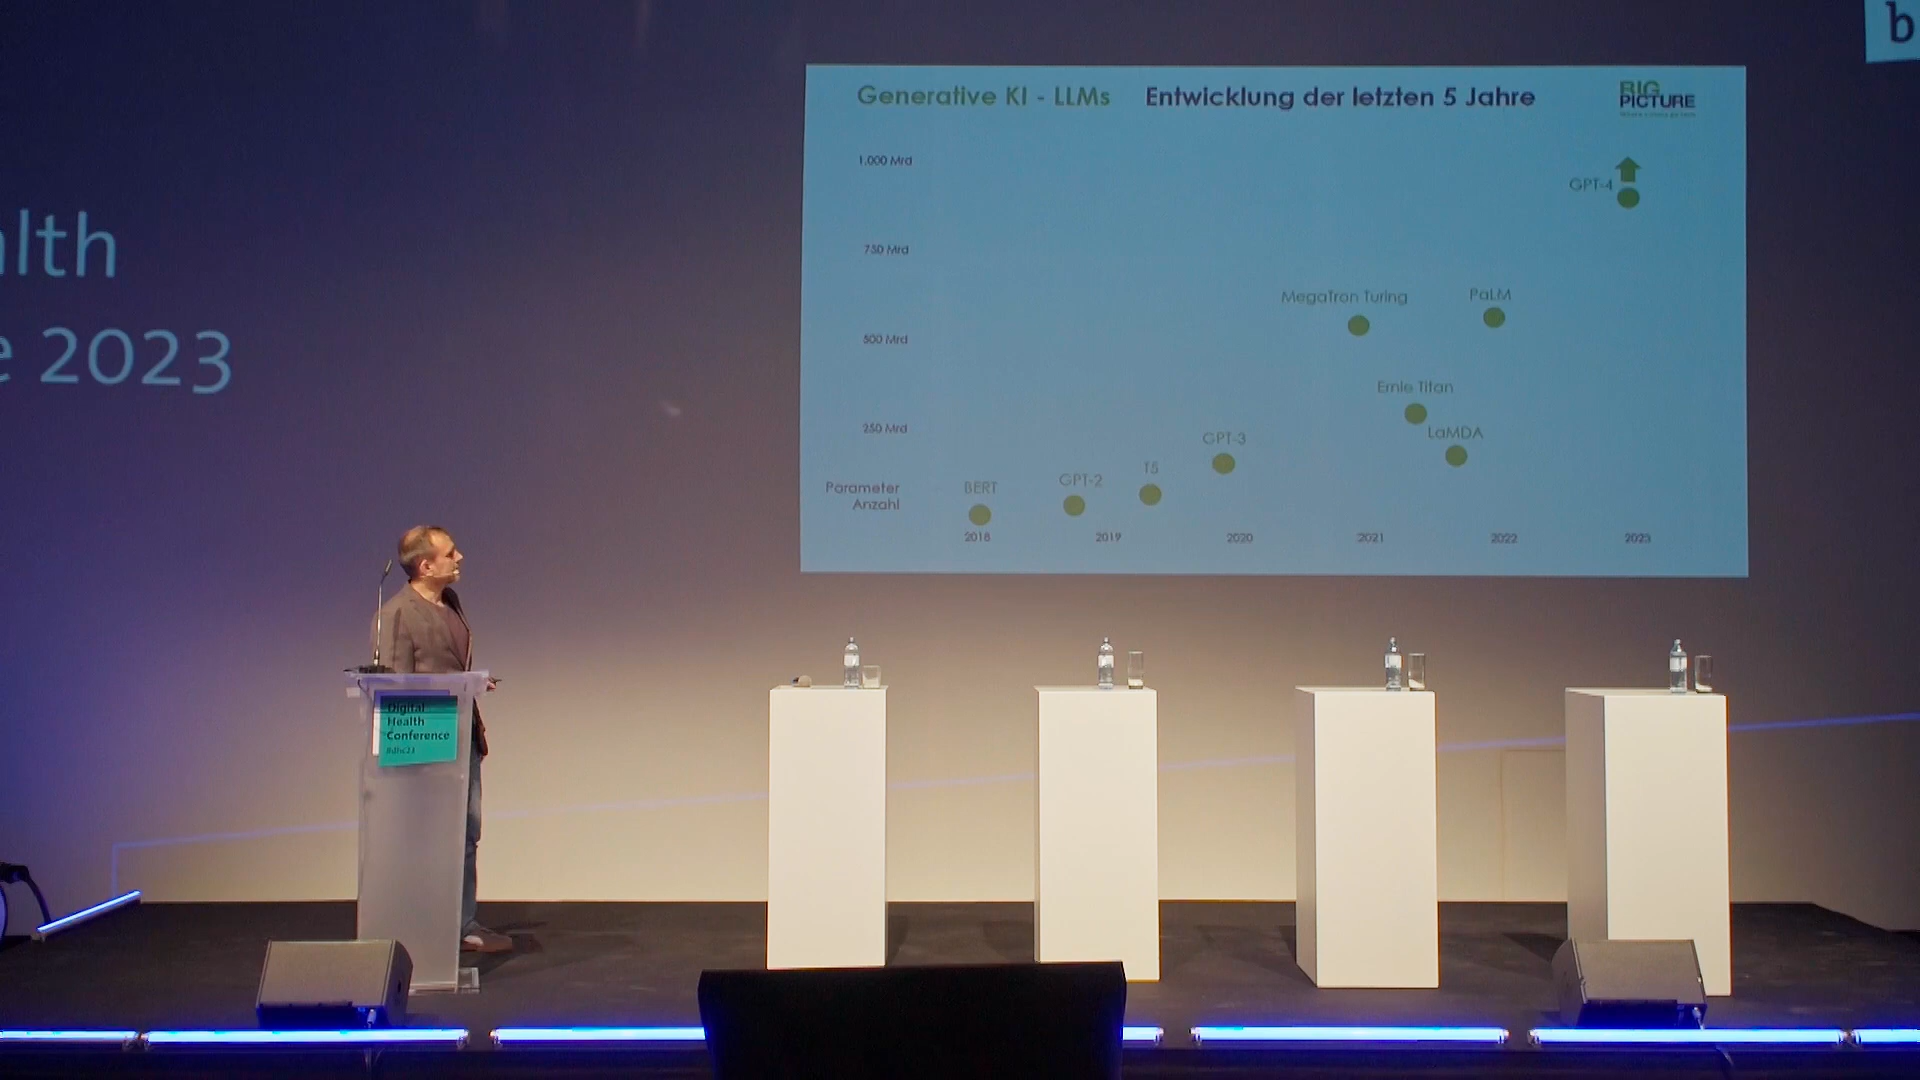 b
alth
e 2023
Generative KI - LLMs Entwicklung der letzten 5 Jahre
BIG
PICTURE
1.000 Mrd
GPT-4
750 Mrd
MegaTron Turing
PaLM
500 Mrd
Ernie Titan
250 Mrd
LaMDA
GPT-3
T5
GPT-2
BERT
Parameter
Anzahl
2018 2019 2020 2021 2022 2023
Digital
Health
Conference
#dhc23